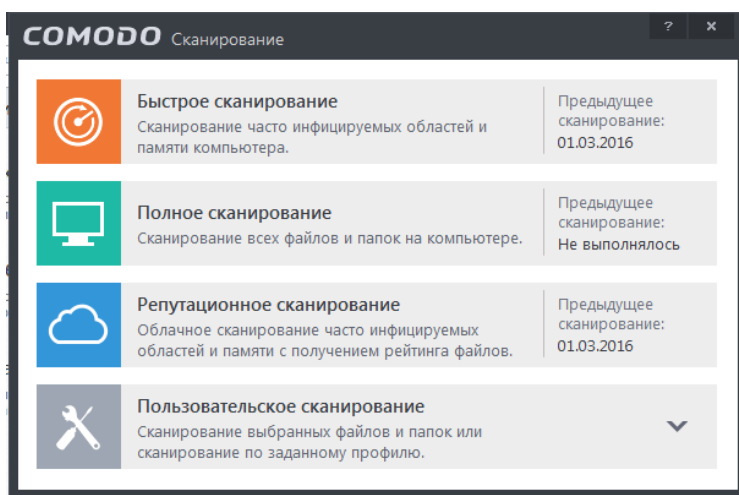 COMODO Сканирование
? x
Быстрое сканирование
Сканирование часто инфицируемых областей и
памяти компьютера.
Предыдущее
сканирование:
01.03.2016
Полное сканирование
Сканирование всех файлов и папок на компьютере.
Предыдущее
сканирование:
Не выполнялось
Репутационное сканирование
Облачное сканирование часто инфицируемых
областей и памяти с получением рейтинга файлов.
Предыдущее
сканирование:
01.03.2016
Пользовательское сканирование
Сканирование выбранных файлов и папок или
сканирование по заданному профилю.